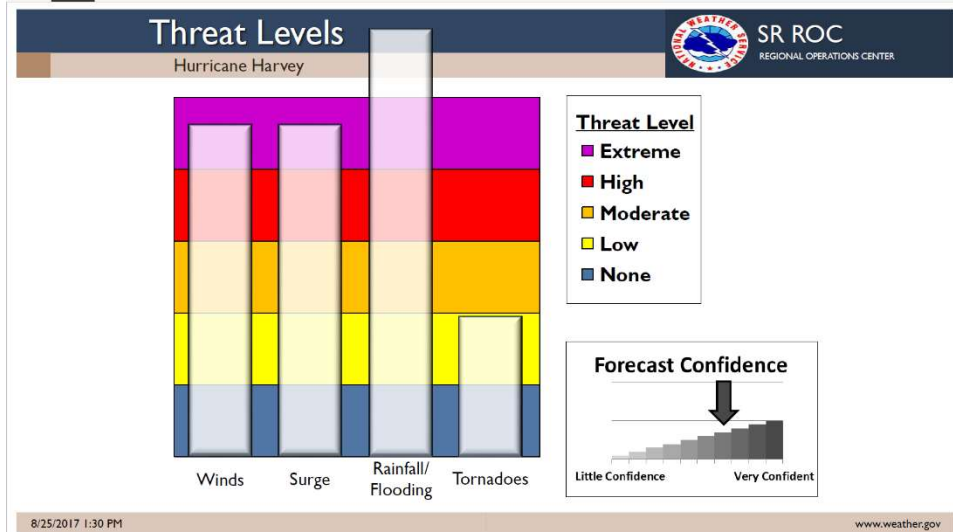 Threat Levels
Hurricane Harvey
NATIONAL WEATHER SERVICE
SR ROC
REGIONAL OPERATIONS CENTER
Threat Level
Extreme
High
Moderate
Low
None
Forecast Confidence
Little Confidence
Very Confident
Winds
Surge
Rainfall/
Flooding
Tornadoes
8/25/2017 1:30 PM
www.weather.gov